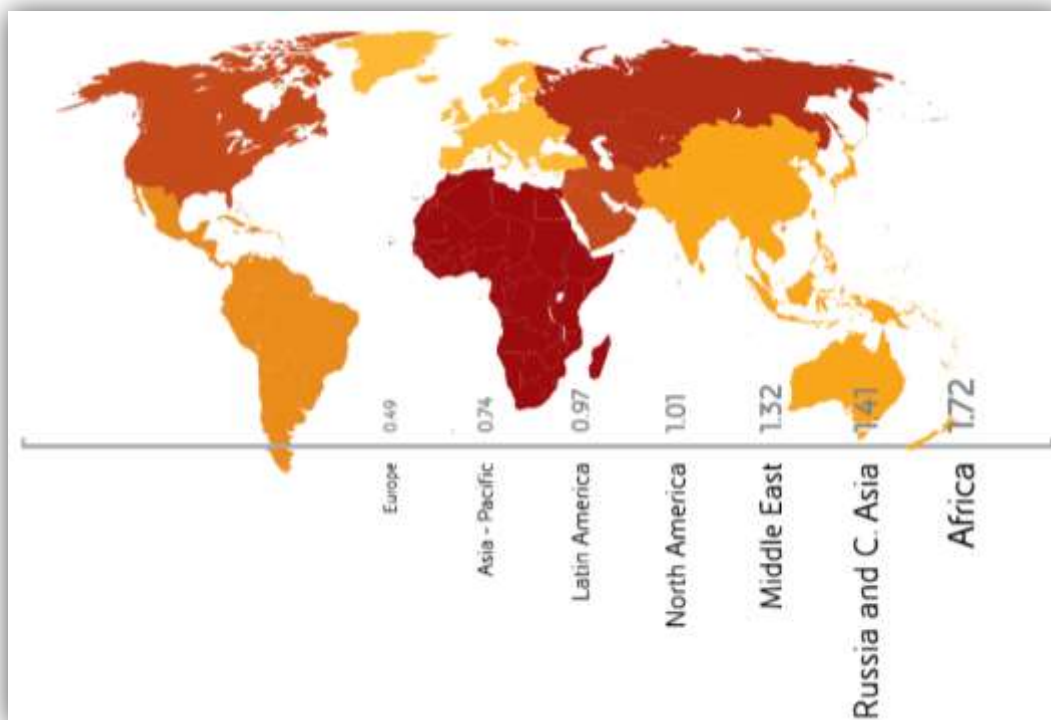 Europe 0.49
Asia - Pacific 0.74
Latin America 0.97
North America 1.01
Middle East 1.32
Russia and C. Asia 1.41
Africa 1.72